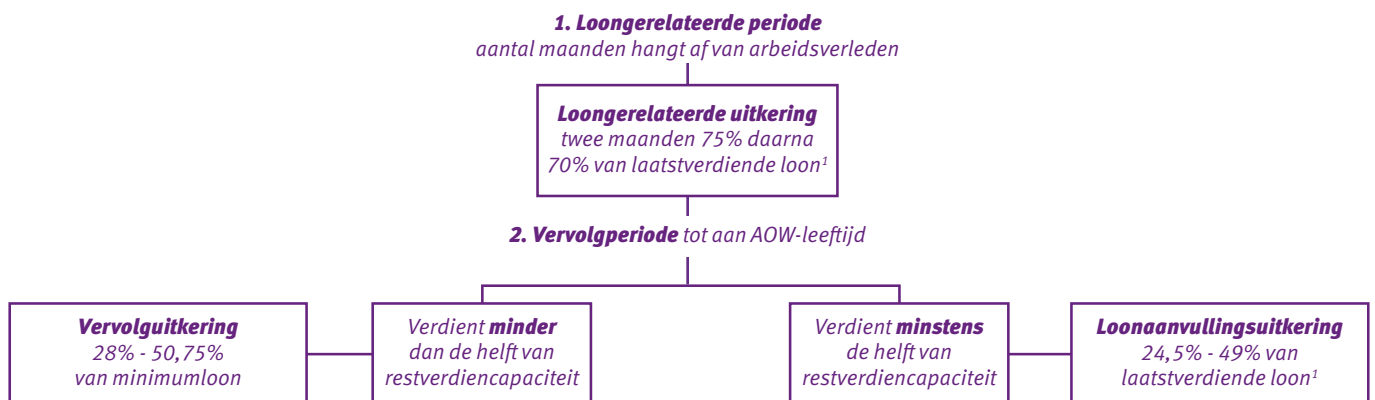 1. Loongerelateerde periode
aantal maanden hangt af van arbeidsverleden
Loongerelateerde uitkering
twee maanden 75% daarna
70% van laatstverdiende loon¹
2. Vervolgperiode tot aan AOW-leeftijd
Vervolguitkering
28% - 50,75%
van minimumloon
Verdient minder
dan de helft van
restverdiencapaciteit
Verdient minstens
de helft van
restverdiencapaciteit
Loonaanvullingsuitkering
24,5% - 49% van
laatstverdiende loon¹